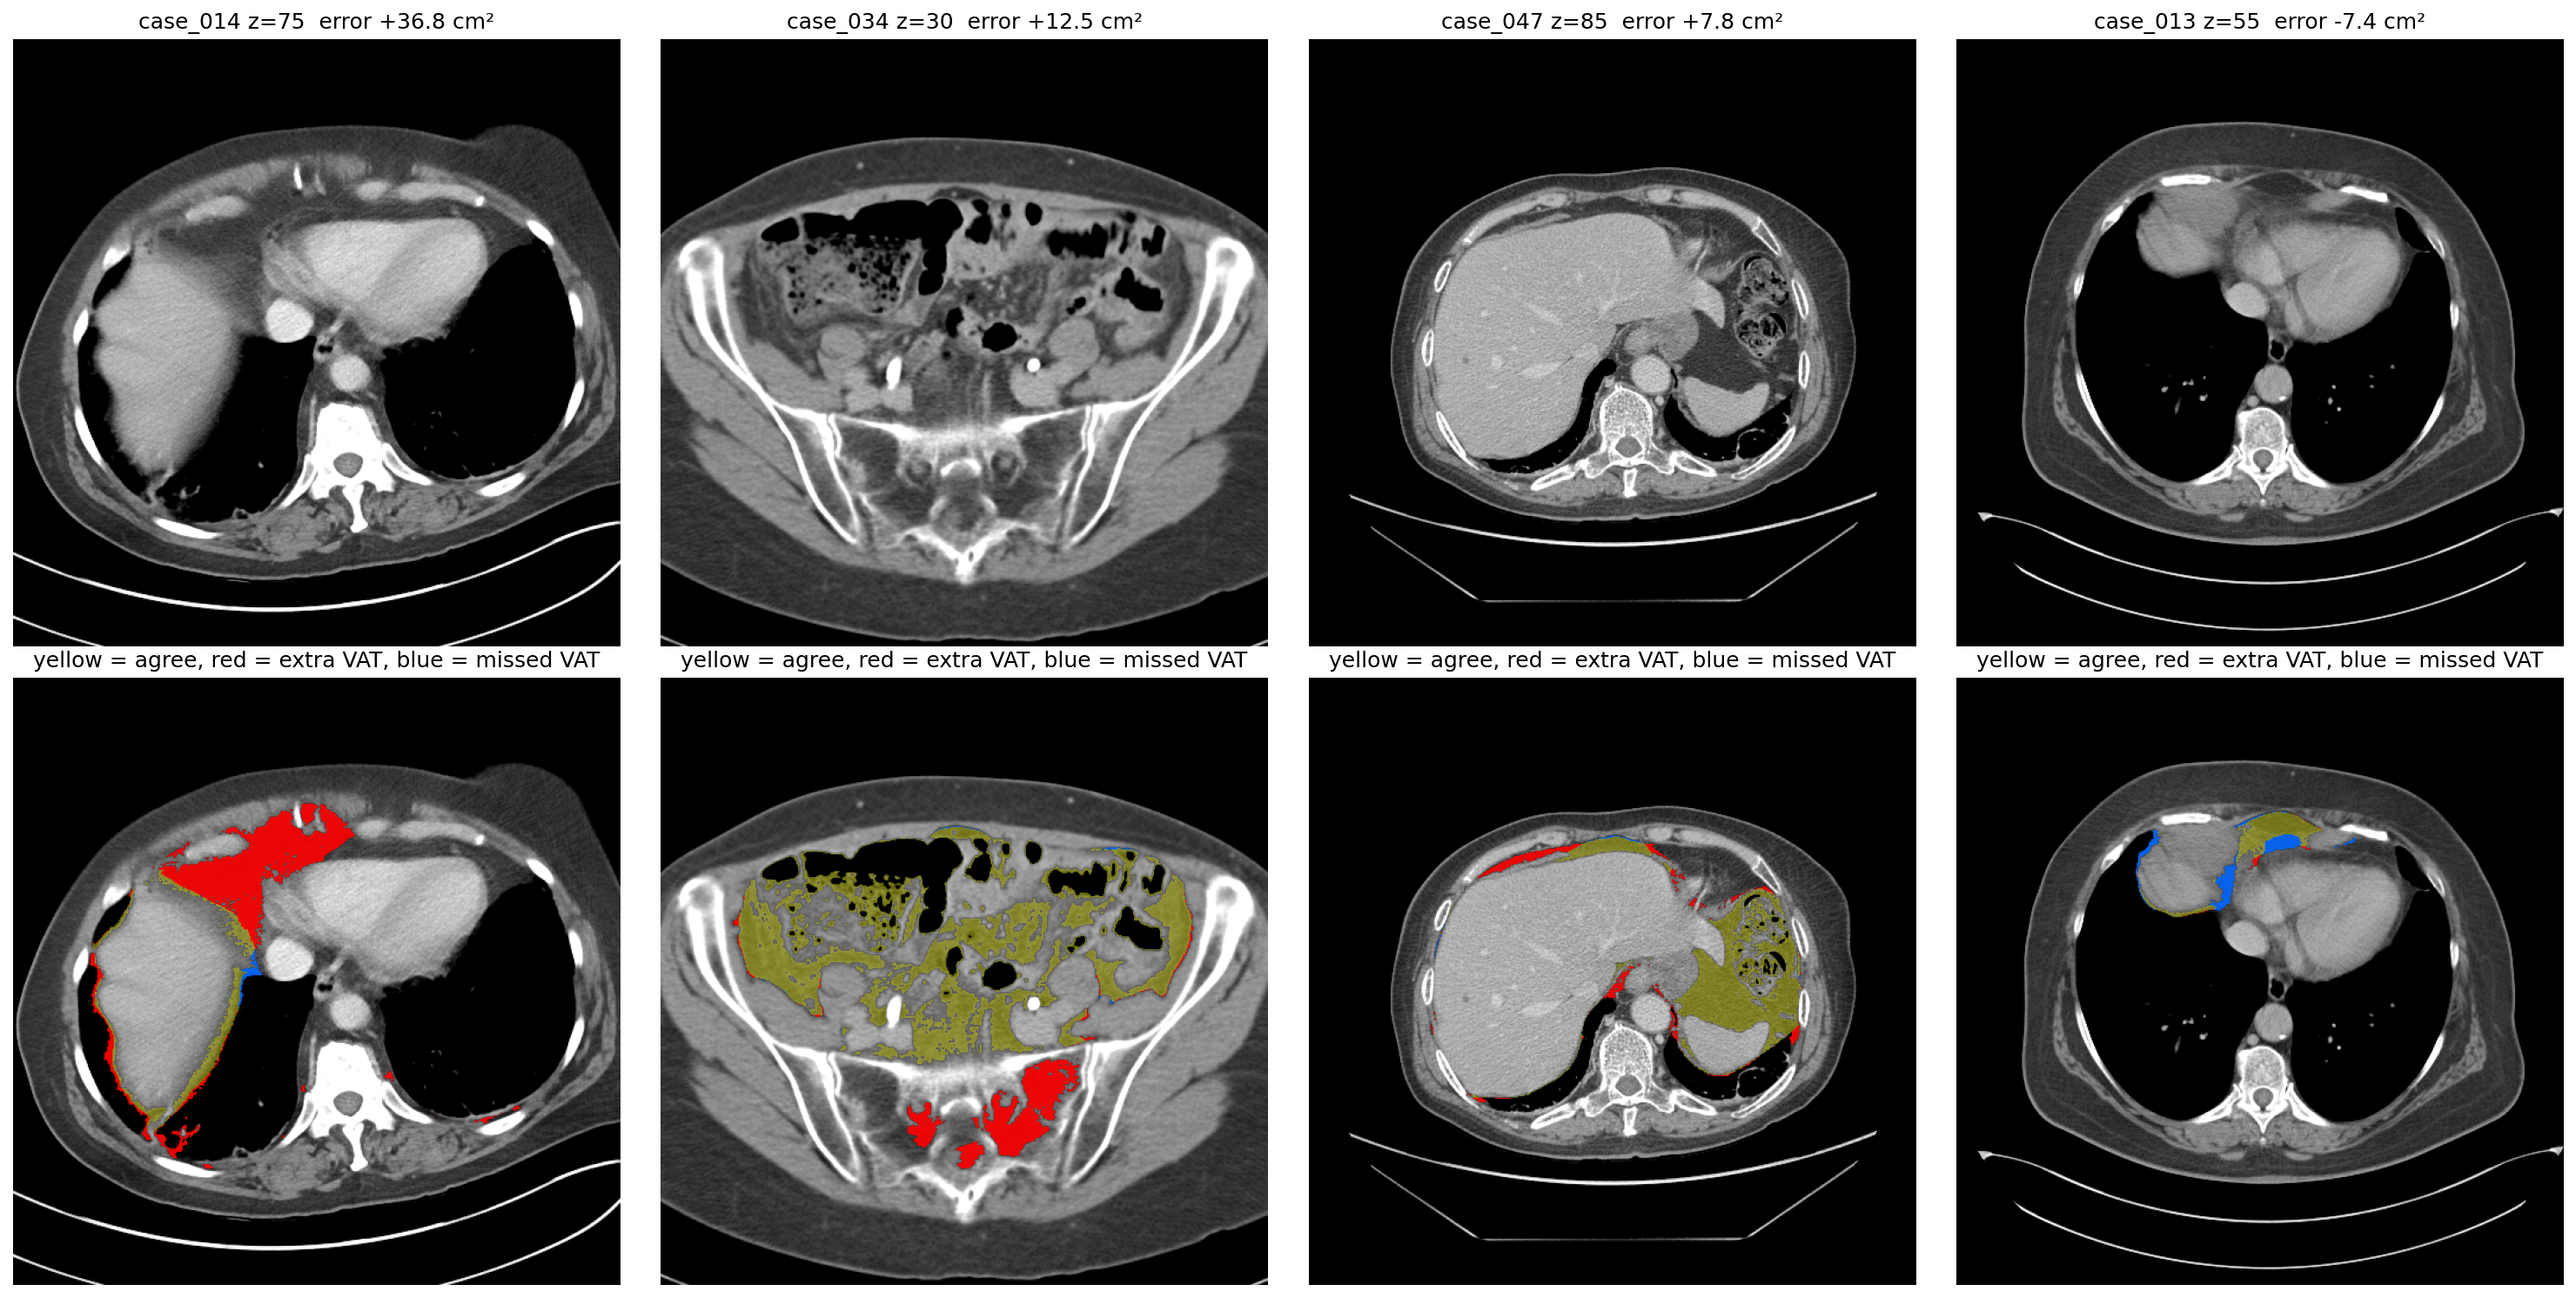 case_014 z=75  error +36.8 cm²
case_034 z=30  error +12.5 cm²
case_047 z=85  error +7.8 cm²
case_013 z=55  error -7.4 cm²
yellow = agree, red = extra VAT, blue = missed VAT
yellow = agree, red = extra VAT, blue = missed VAT
yellow = agree, red = extra VAT, blue = missed VAT
yellow = agree, red = extra VAT, blue = missed VAT